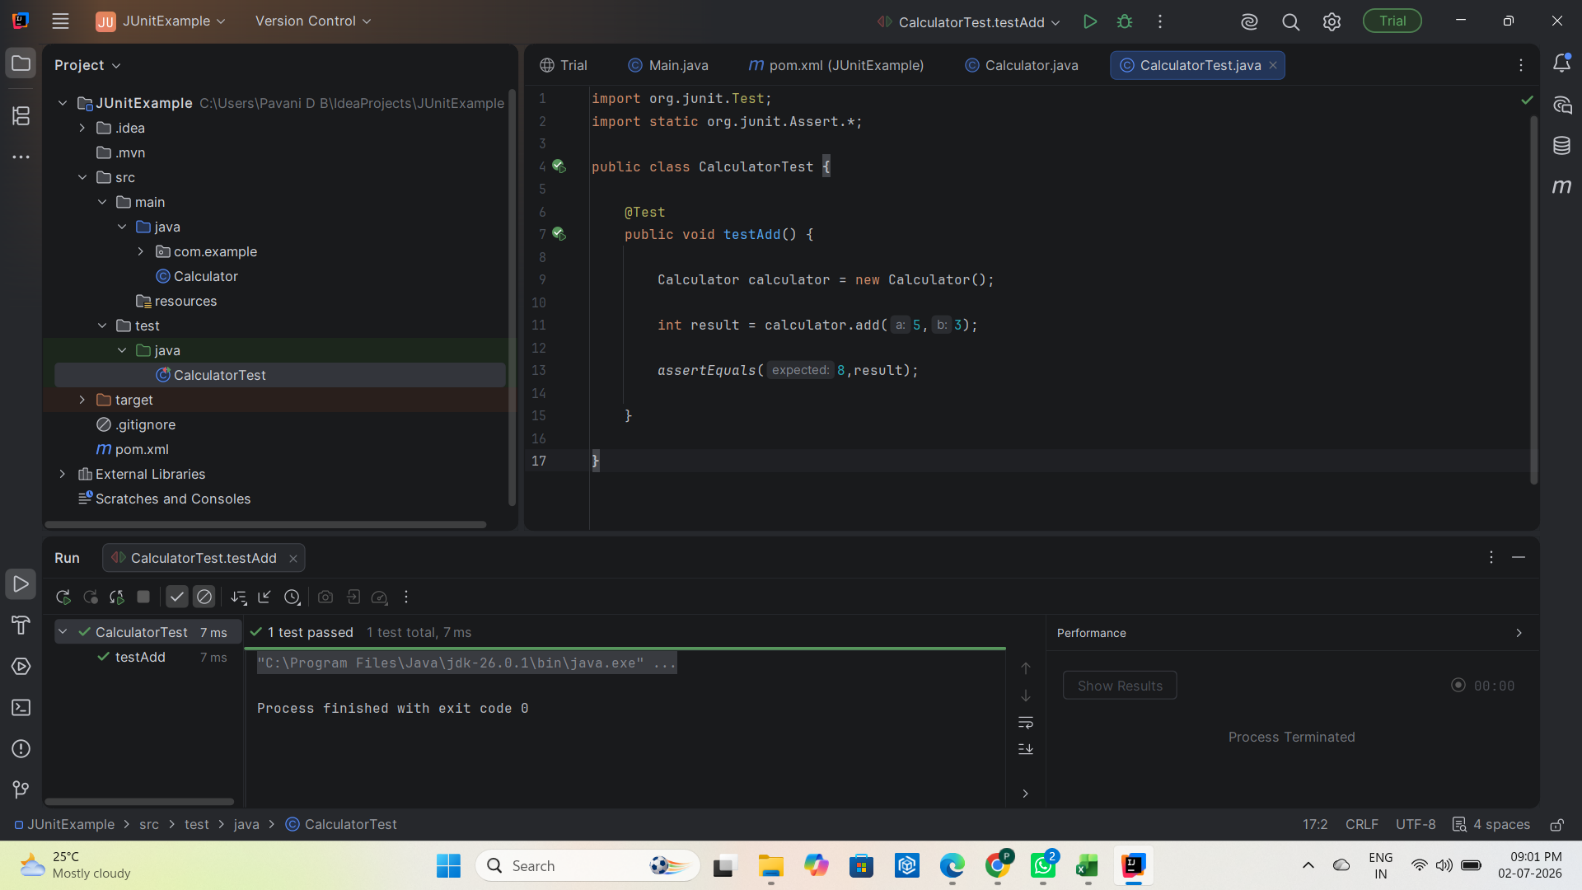 JU JUnitExample Version Control CalculatorTest.testAdd Trial
Project
Trial Main.java m pom.xml (JUnitExample) Calculator.java CalculatorTest.java
JUnitExample C:\Users\Pavani D B\IdeaProjects\JUnitExample
.idea
.mvn
src
main
java
com.example
Calculator
resources
test
java
CalculatorTest
target
.gitignore
m pom.xml
External Libraries
Scratches and Consoles
1 import org.junit.Test;
2 import static org.junit.Assert.*;
3
4 public class CalculatorTest {
5
6 @Test
7 public void testAdd() {
8
9 Calculator calculator = new Calculator();
10
11 int result = calculator.add( a: 5, b: 3);
12
13 assertEquals( expected: 8,result);
14
15 }
16
17 }
m
Run CalculatorTest.testAdd
CalculatorTest 7 ms
testAdd 7 ms
1 test passed 1 test total, 7 ms
"C:\Program Files\Java\jdk-26.0.1\bin\java.exe" ...
Process finished with exit code 0
Performance
Show Results 00:00
Process Terminated
JUnitExample > src > test > java > CalculatorTest
17:2 CRLF UTF-8 4 spaces
25°C
Mostly cloudy
Search
P
2
ENG
IN
09:01 PM
02-07-2026